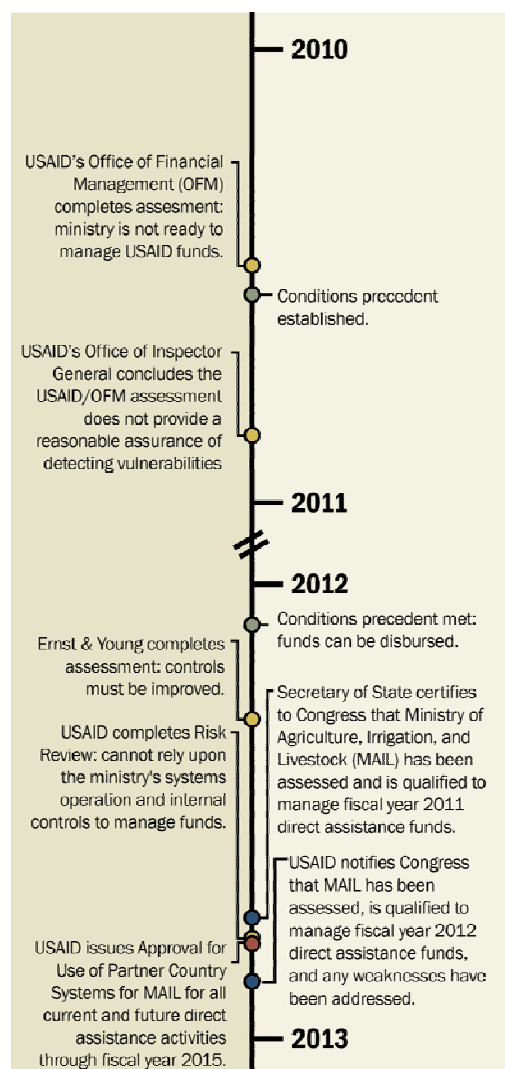 2010
USAID's Office of Financial
Management (OFM)
completes assesment:
ministry is not ready to
manage USAID funds.
Conditions precedent
established.
USAID's Office of Inspector
General concludes the
USAID/OFM assessment
does not provide a
reasonable assurance of
detecting vulnerabilities
2011
2012
Conditions precedent met:
funds can be disbursed.
Ernst & Young completes
assessment: controls
must be improved.
Secretary of State certifies
to Congress that Ministry of
Agriculture, Irrigation, and
Livestock (MAIL) has been
assessed and is qualified to
manage fiscal year 2011
direct assistance funds.
USAID completes Risk
Review: cannot rely upon
the ministry's systems
operation and internal
controls to manage funds.
USAID notifies Congress
that MAIL has been
assessed, is qualified to
manage fiscal year 2012
direct assistance funds,
and any weaknesses have
been addressed.
USAID issues Approval for
Use of Partner Country
Systems for MAIL for all
current and future direct
assistance activities
through fiscal year 2015.
2013